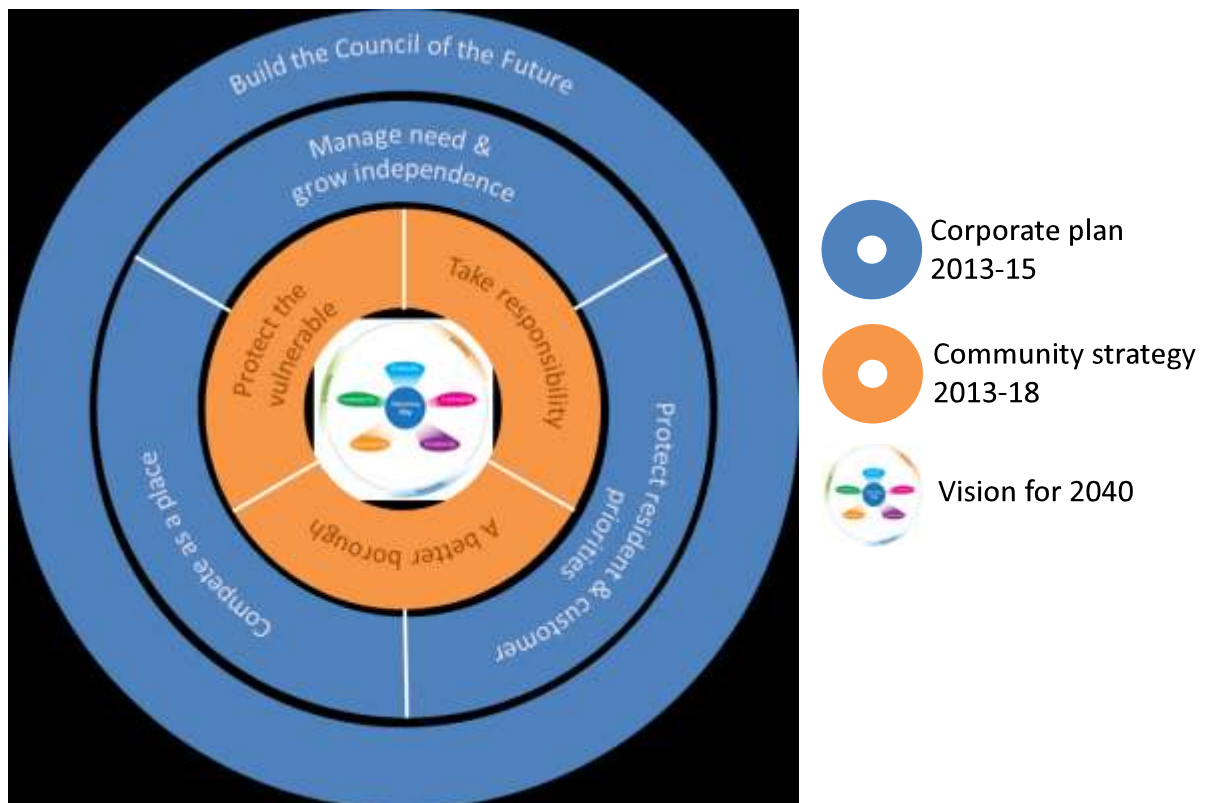 Build the Council of the Future
Manage need &
grow independence
Protect the
vulnerable
Take responsibility
A better borough
Compete as a place
Protect resident & customer
priorities
Corporate plan
2013-15
Community strategy
2013-18
Vision for 2040